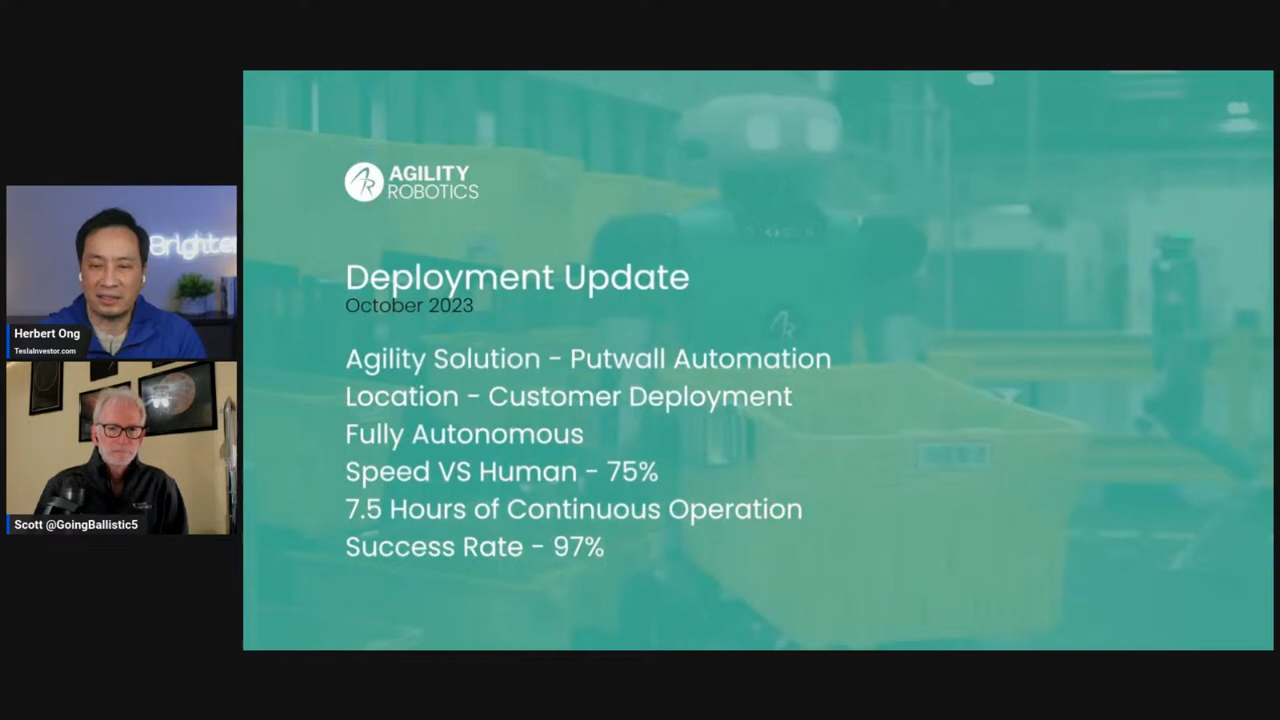 AGILITY
ROBOTICS
Deployment Update
October 2023
Agility Solution - Putwall Automation
Location - Customer Deployment
Fully Autonomous
Speed VS Human - 75%
7.5 Hours of Continuous Operation
Success Rate - 97%
Brighte
Herbert Ong
TeslaInvestor.com
Scott @GoingBallistic5